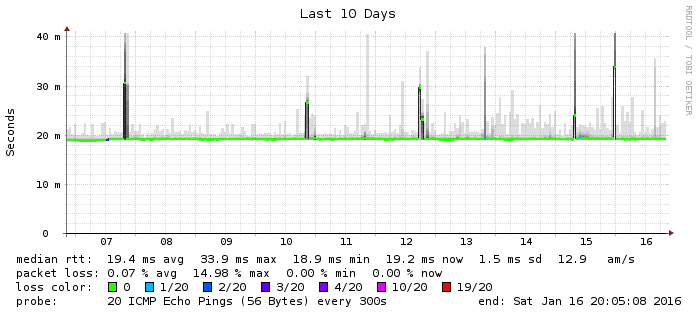 Last 10 Days
RRDTOOL / TOBI OETIKER
Seconds
40 m
30 m
20 m
10 m
0
07 08 09 10 11 12 13 14 15 16
median rtt: 19.4 ms avg 33.9 ms max 18.9 ms min 19.2 ms now 1.5 ms sd 12.9 am/s
packet loss: 0.07 % avg 14.98 % max 0.00 % min 0.00 % now
loss color: 0 1/20 2/20 3/20 4/20 10/20 19/20
probe: 20 ICMP Echo Pings (56 Bytes) every 300s end: Sat Jan 16 20:05:08 2016